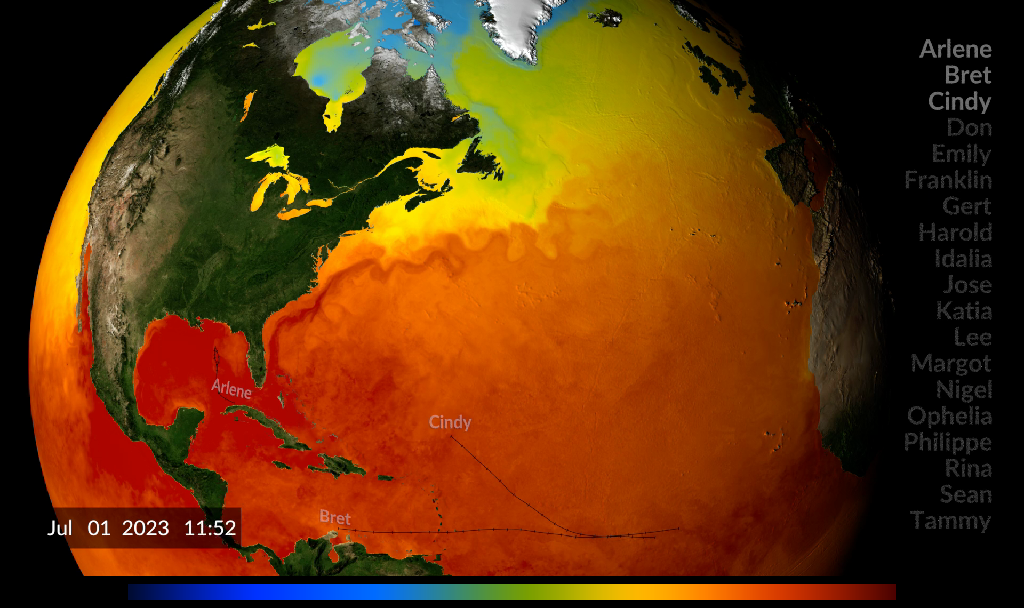 Arlene
Bret
Cindy
Don
Emily
Franklin
Gert
Harold
Idalia
Jose
Katia
Lee
Margot
Nigel
Ophelia
Philippe
Rina
Sean
Tammy
Arlene
Cindy
Bret
Jul 01 2023 11:52